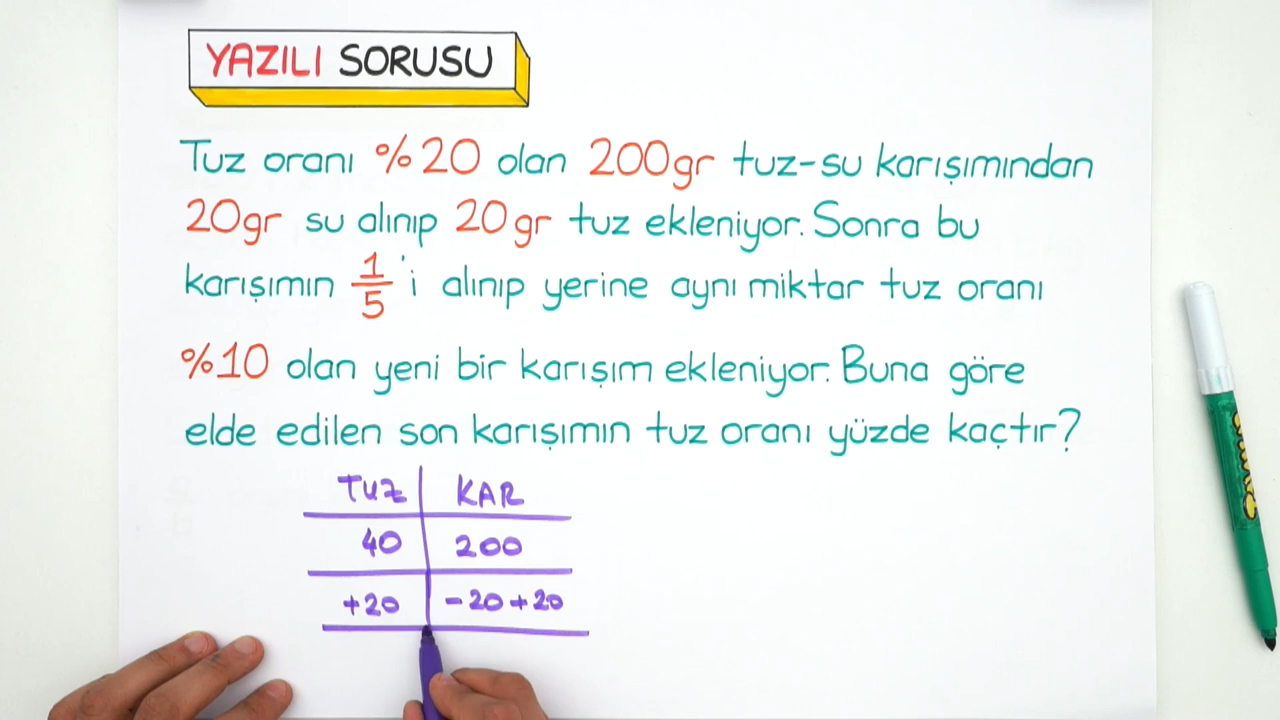 YAZILI SORUSU
Tuz oranı %20 olan 200gr tuz-su karışımından
20gr su alınıp 20gr tuz ekleniyor. Sonra bu
karışımın 1/5'i alınıp yerine aynı miktar tuz oranı
%10 olan yeni bir karışım ekleniyor. Buna göre
elde edilen son karışımın tuz oranı yüzde kaçtır?
TUZ KAR
40 200
+20 -20+20